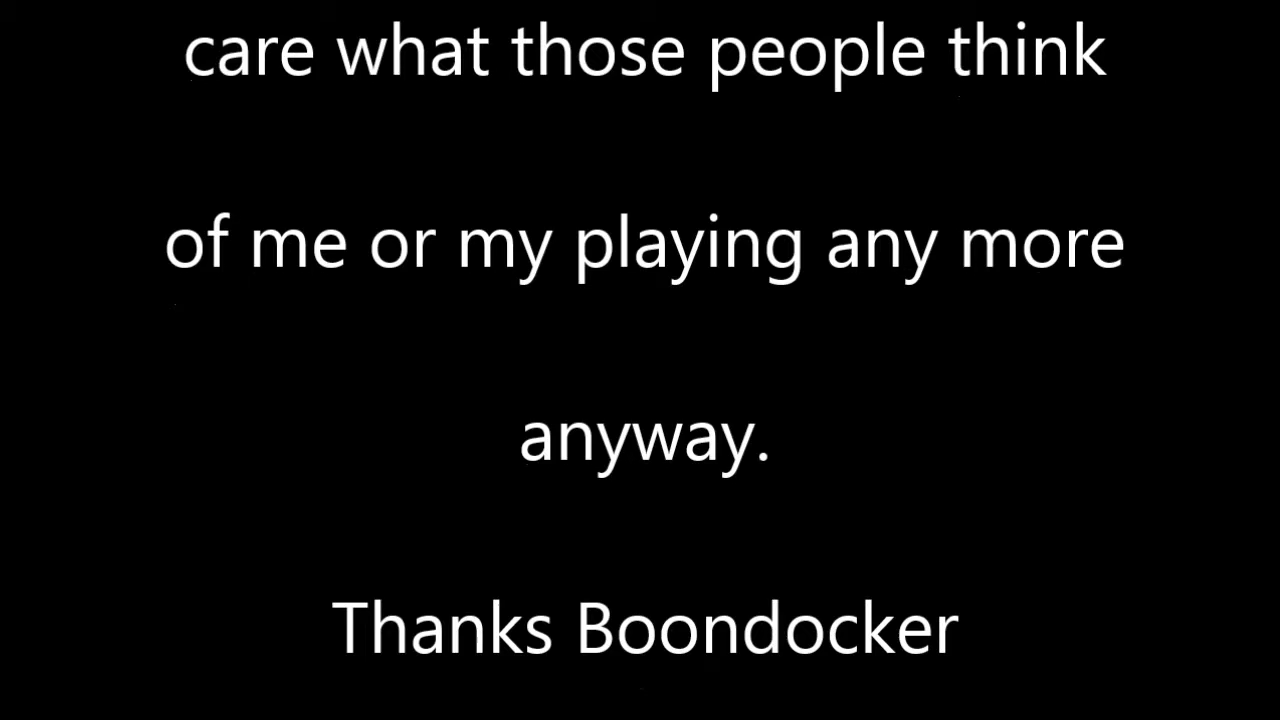 care what those people think
of me or my playing any more
anyway.
Thanks Boondocker